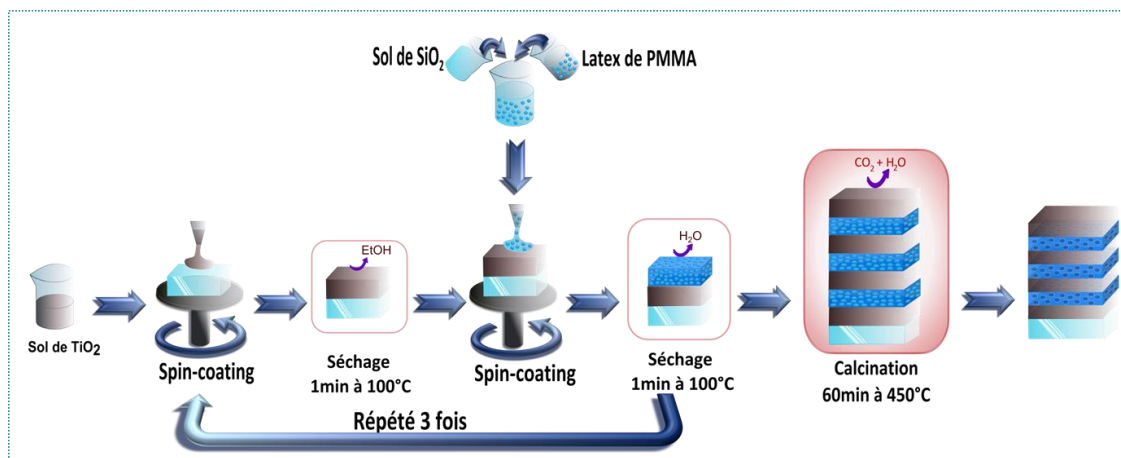 Sol de SiO₂
Latex de PMMA
CO₂ + H₂O
EtOH
H₂O
Sol de TiO₂
Spin-coating
Séchage
1min à 100°C
Spin-coating
Séchage
1min à 100°C
Calcination
60min à 450°C
Répété 3 fois